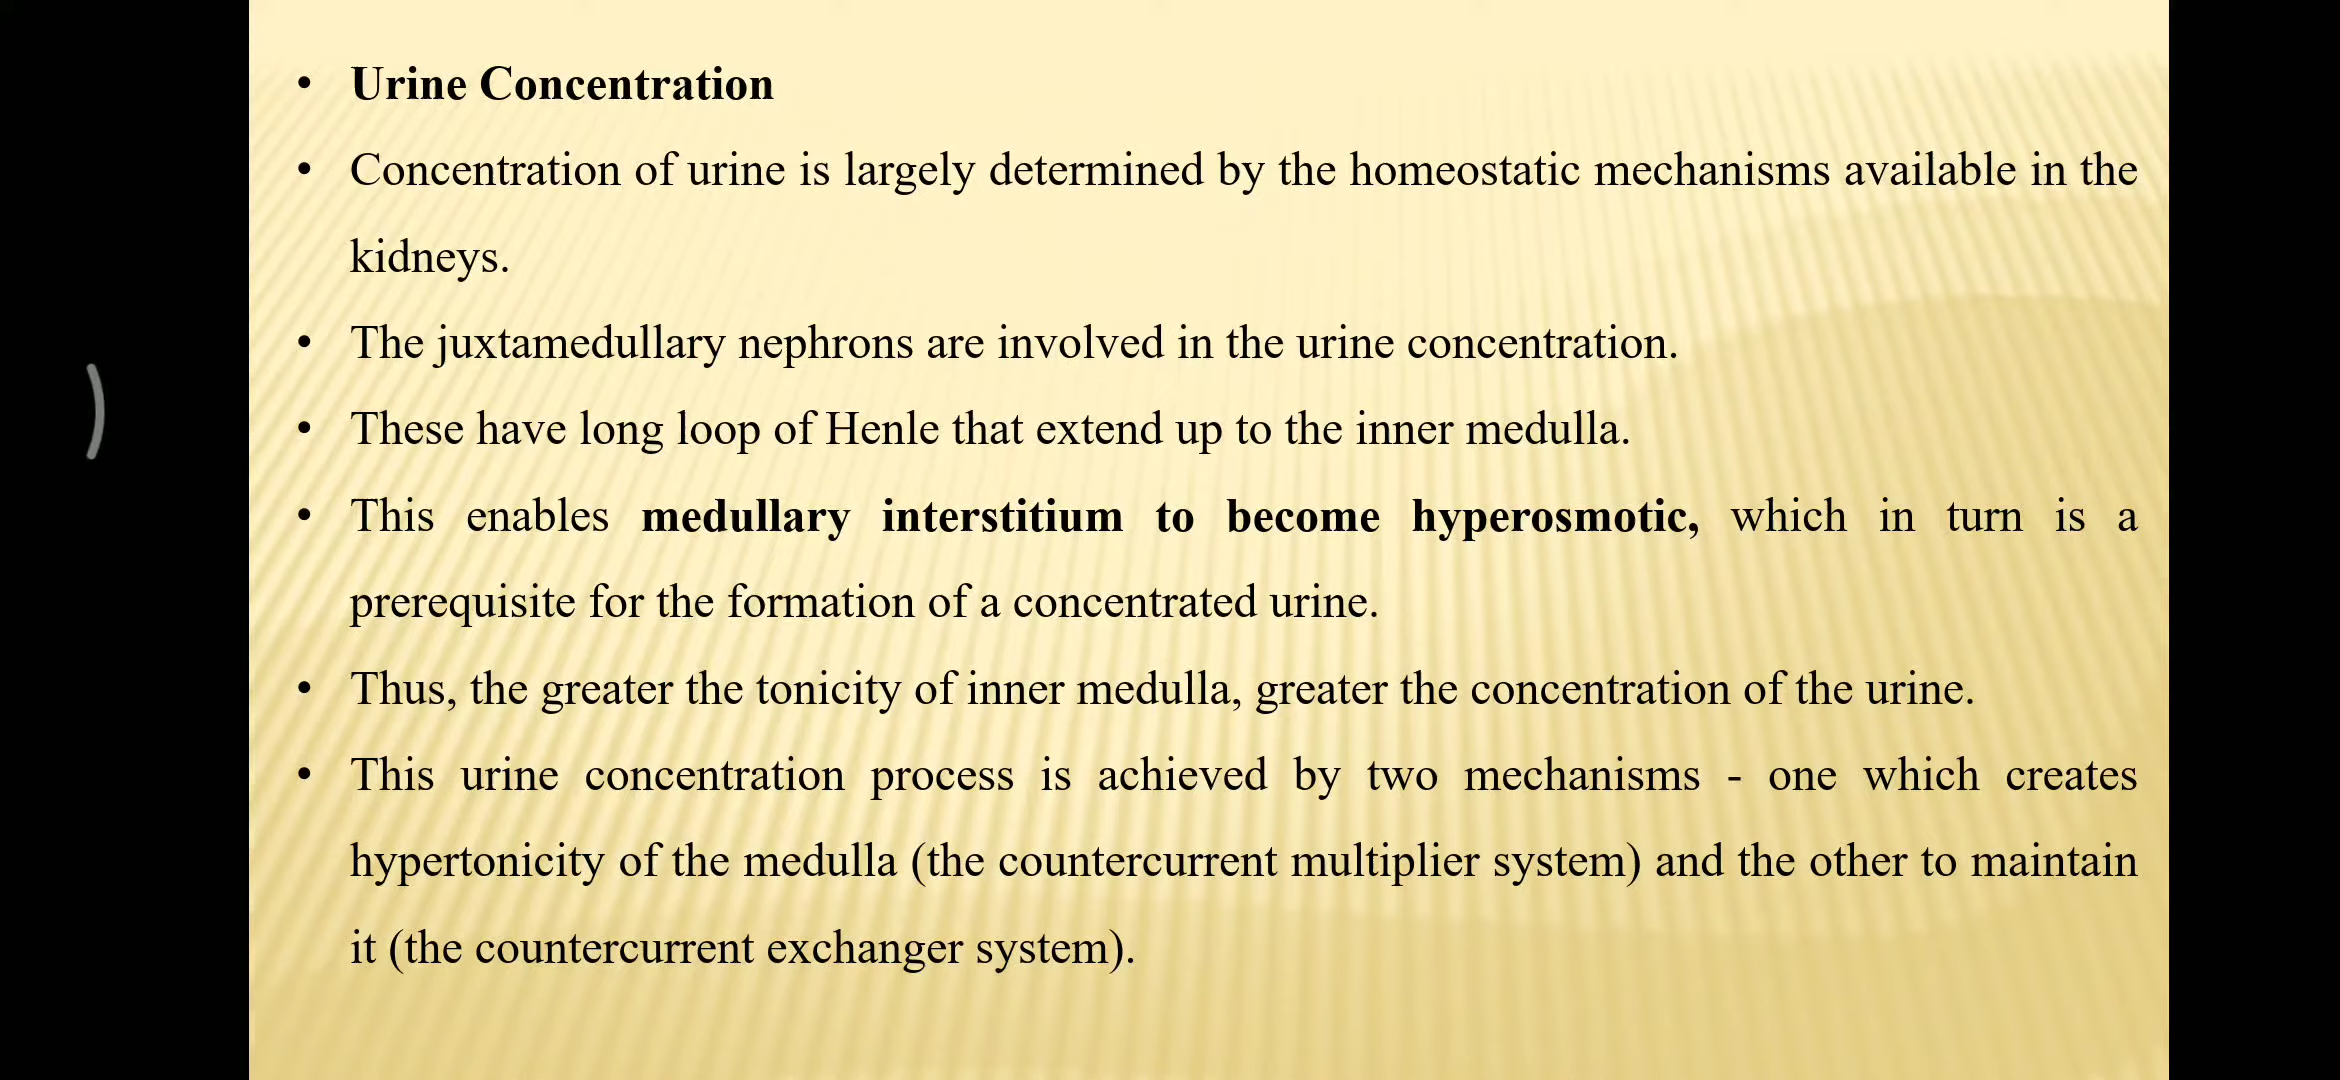 • Urine Concentration
• Concentration of urine is largely determined by the homeostatic mechanisms available in the
kidneys.
• The juxtamedullary nephrons are involved in the urine concentration.
• These have long loop of Henle that extend up to the inner medulla.
• This enables medullary interstitium to become hyperosmotic, which in turn is a
prerequisite for the formation of a concentrated urine.
• Thus, the greater the tonicity of inner medulla, greater the concentration of the urine.
• This urine concentration process is achieved by two mechanisms - one which creates
hypertonicity of the medulla (the countercurrent multiplier system) and the other to maintain
it (the countercurrent exchanger system).